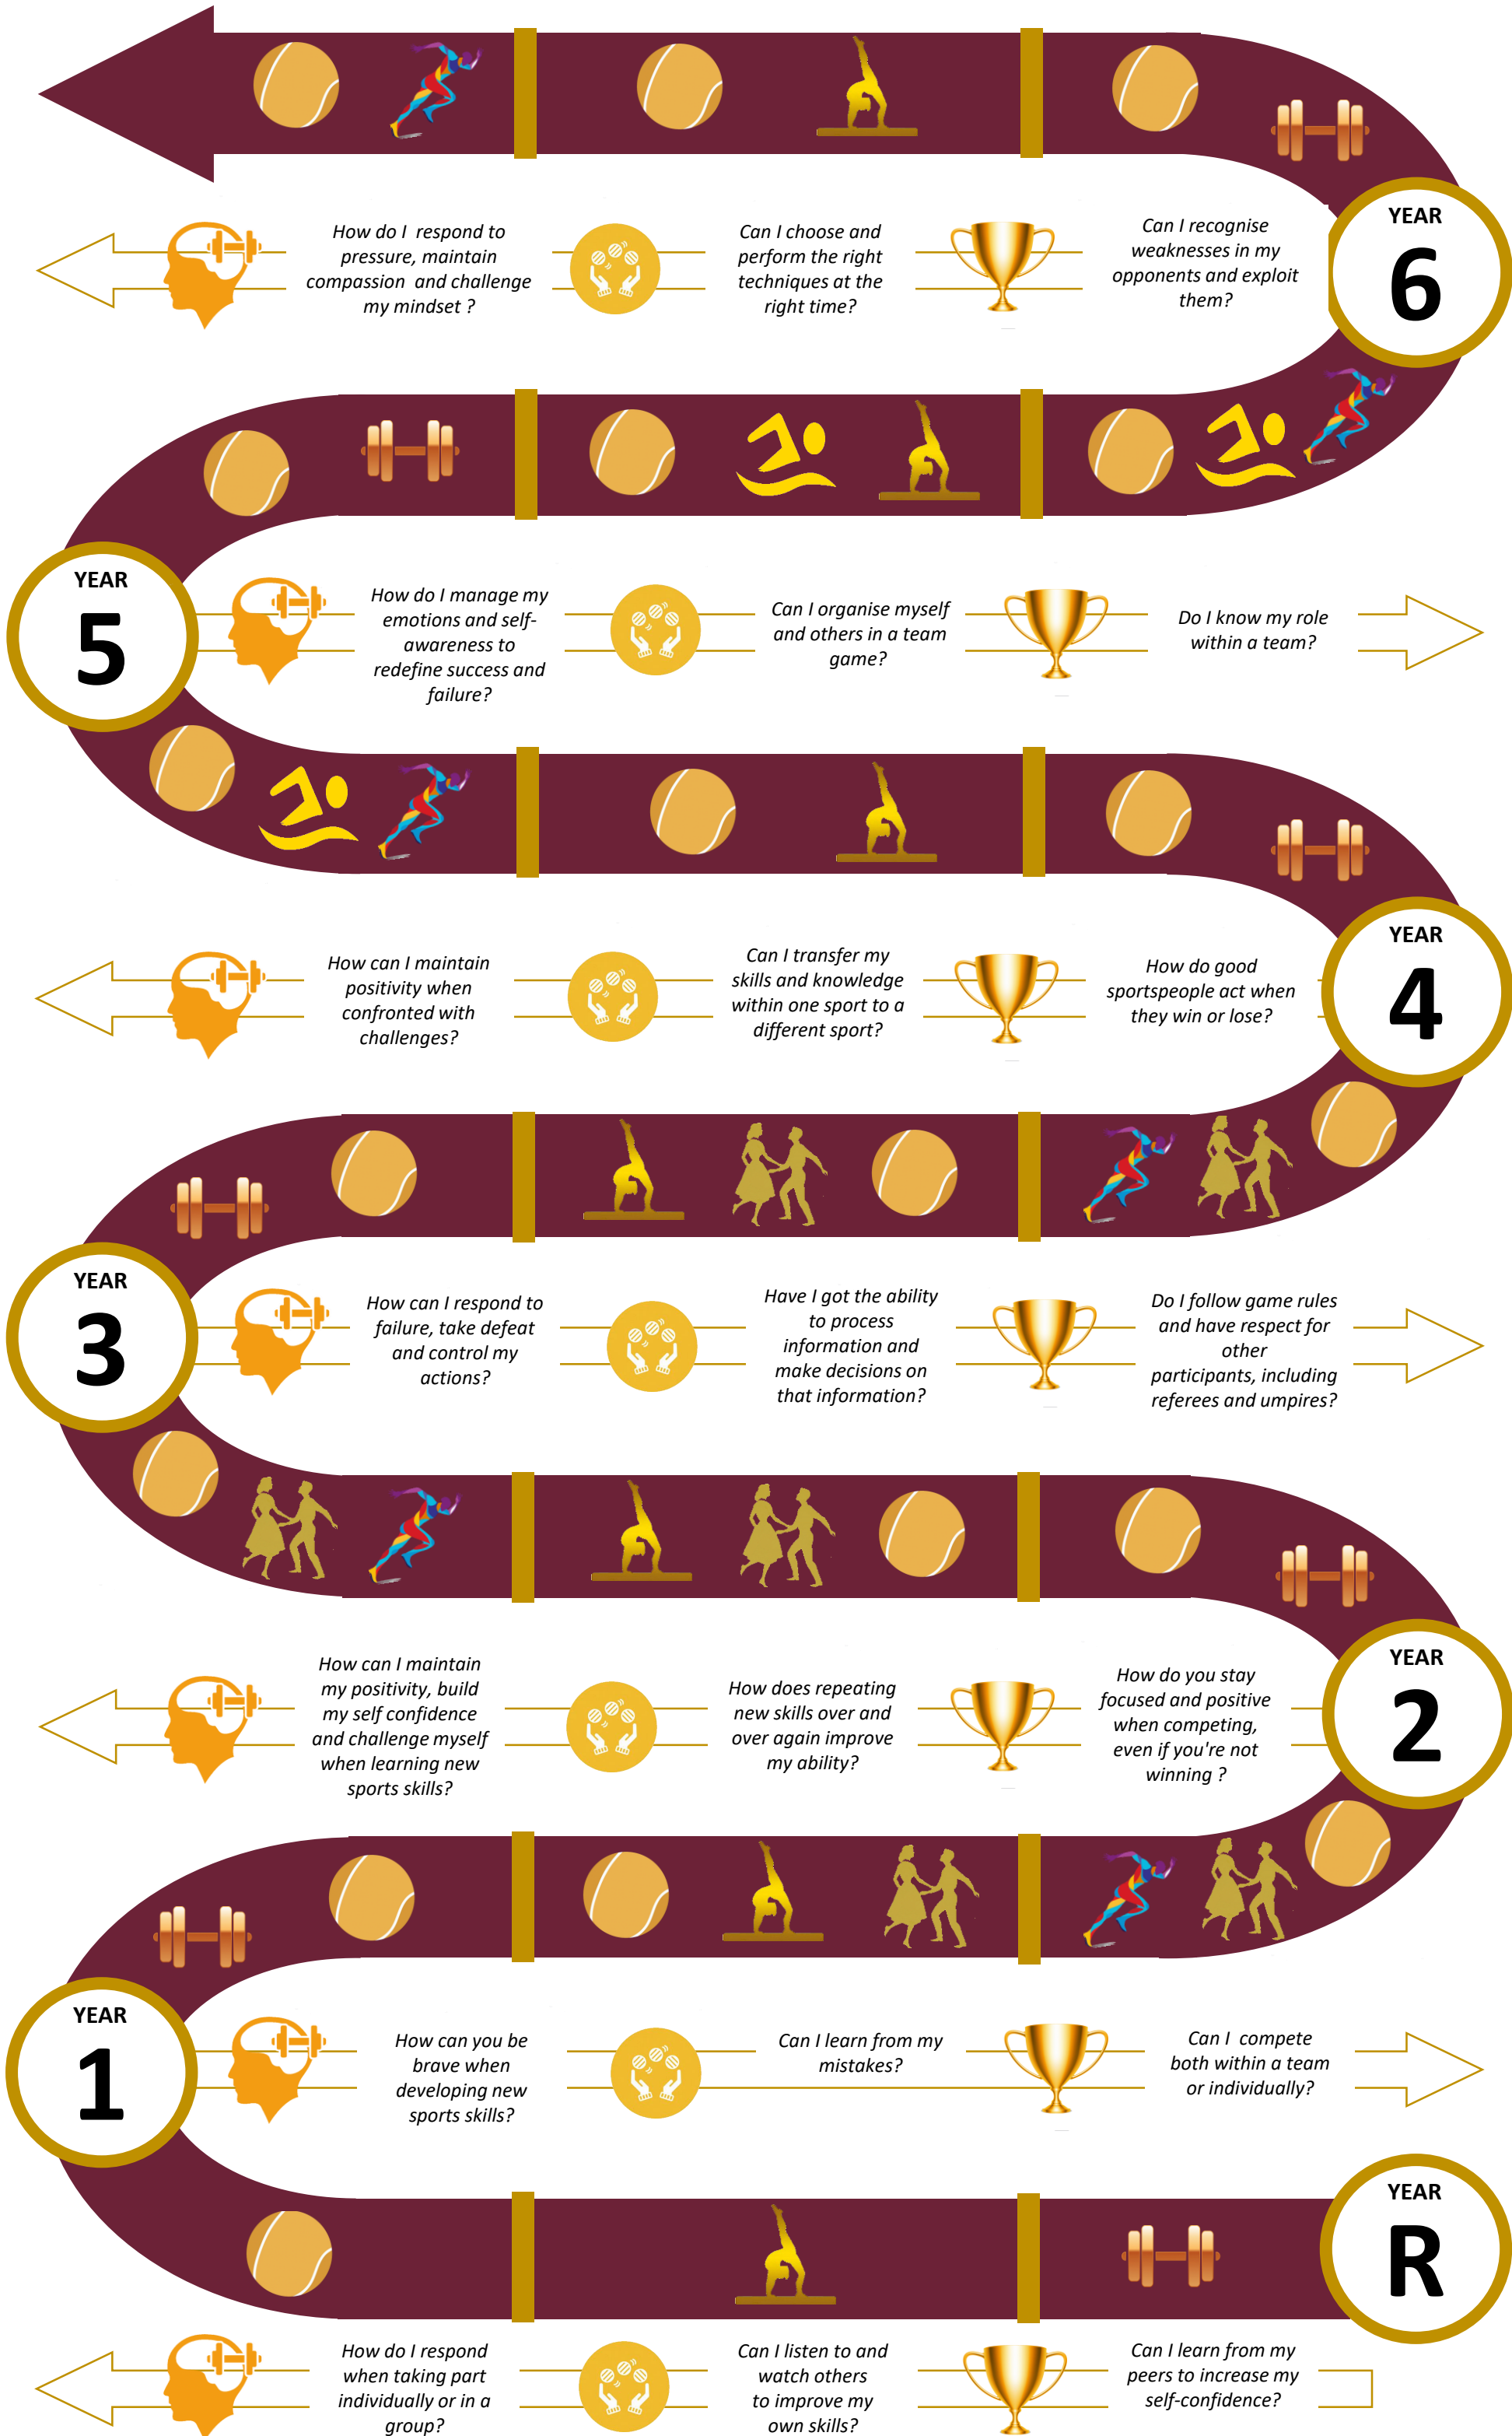 How do I  respond to
pressure, maintain
compassion  and challenge
my mindset ?
Can I choose and
perform the right
techniques at the
right time?
Can I recognise
weaknesses in my
opponents and exploit
them?
YEAR
6
YEAR
5
How do I manage my
emotions and self-
awareness to
redefine success and
failure?
Can I organise myself
and others in a team
game?
Do I know my role
within a team?
How can I maintain
positivity when
confronted with
challenges?
Can I transfer my
skills and knowledge
within one sport to a
different sport?
How do good
sportspeople act when
they win or lose?
YEAR
4
YEAR
3
How can I respond to
failure, take defeat
and control my
actions?
Have I got the ability
to process
information and
make decisions on
that information?
Do I follow game rules
and have respect for
other
participants, including
referees and umpires?
How can I maintain
my positivity, build
my self confidence
and challenge myself
when learning new
sports skills?
How does repeating
new skills over and
over again improve
my ability?
How do you stay
focused and positive
when competing,
even if you're not
winning ?
YEAR
2
YEAR
1
How can you be
brave when
developing new
sports skills?
Can I learn from my
mistakes?
Can I  compete
both within a team
or individually?
YEAR
R
How do I respond
when taking part
individually or in a
group?
Can I listen to and
watch others
to improve my
own skills?
Can I learn from my
peers to increase my
self-confidence?